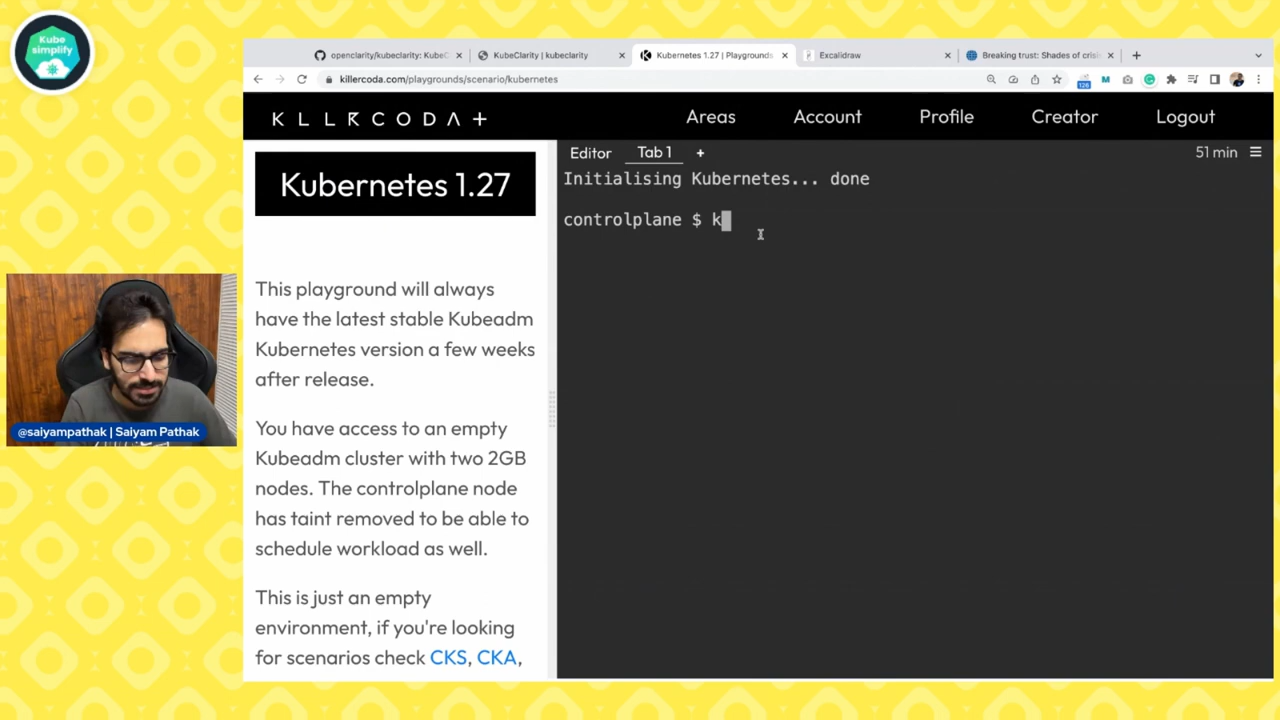 Kube
simplify
openclarity/kubeclarity: KubeC
KubeClarity | kubeclarity
Kubernetes 1.27 | Playgrounds
Excalidraw
Breaking trust: Shades of crisi
killercoda.com/playgrounds/scenario/kubernetes
126
M
KLLRCODA+
Areas
Account
Profile
Creator
Logout
Kubernetes 1.27
Editor
Tab 1
+
51 min
Initialising Kubernetes... done
controlplane $ k
This playground will always
have the latest stable Kubeadm
Kubernetes version a few weeks
after release.
You have access to an empty
Kubeadm cluster with two 2GB
nodes. The controlplane node
has taint removed to be able to
schedule workload as well.
This is just an empty
environment, if you're looking
for scenarios check CKS, CKA,
@saiyampathak | Saiyam Pathak